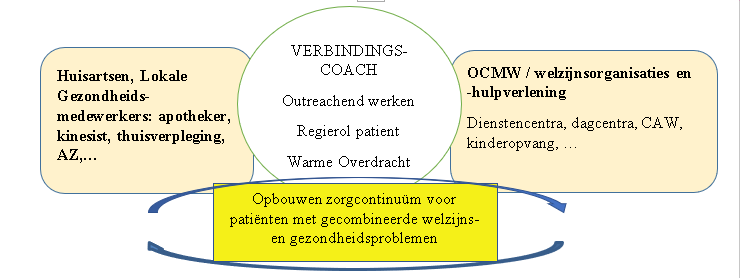 Huisartsen, Lokale
Gezondheids-
medewerkers: apotheker,
kinesist, thuisverpleging,
AZ,…
VERBINDINGS-
COACH
Outreachend werken
Regierol patient
Warme Overdracht
OCMW / welzijnsorganisaties en
-hulpverlening
Dienstencentra, dagcentra, CAW,
kinderopvang, …
Opbouwen zorgcontinuüm voor
patiënten met gecombineerde welzijns-
en gezondheidsproblemen